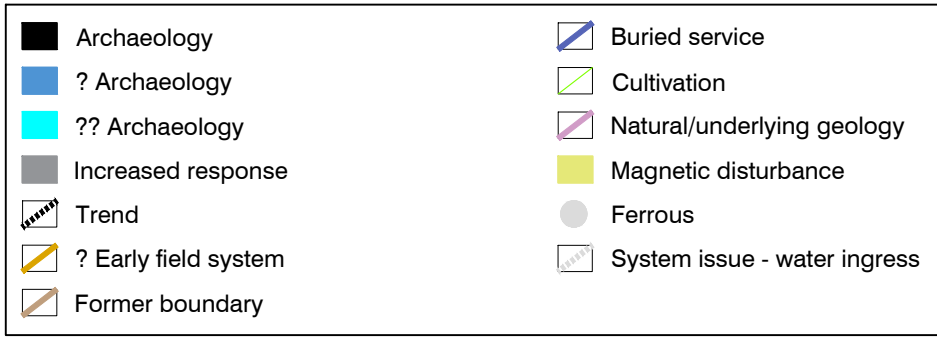 Archaeology
? Archaeology
?? Archaeology
Increased response
Trend
? Early field system
Former boundary
Buried service
Cultivation
Natural/underlying geology
Magnetic disturbance
Ferrous
System issue - water ingress